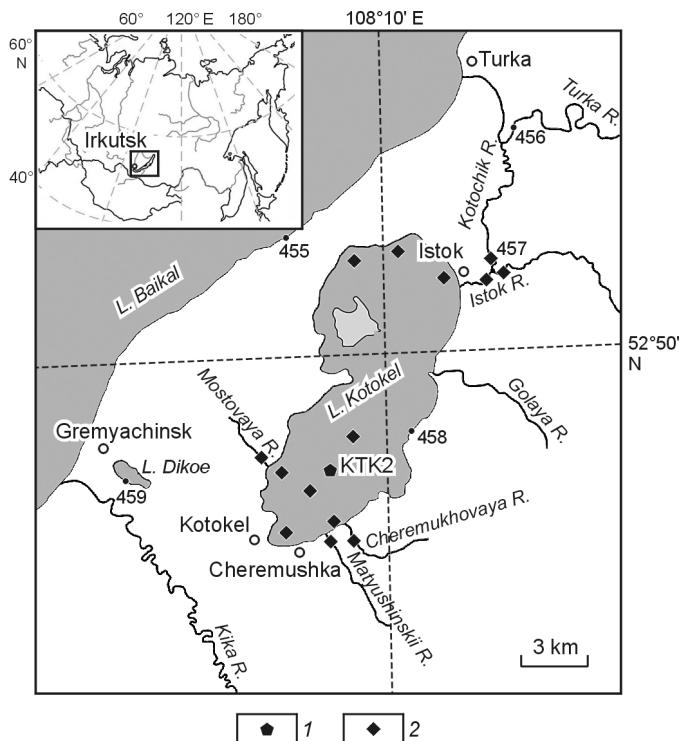 60° 120° E 180°
108°10' E
60°
N
Irkutsk
40°
Turka
Turka R.
456
Kotochik R.
455
Istok
457
Istok R.
L. Baikal
52°50'
N
L. Kotokel
Mostovaya R.
Golaya R.
Gremyachinsk
458
L. Dikoe
KTK2
459
Kotokel
Cheremukhovaya R.
Cheremushka
Matyushinskii R.
Kika R.
3 km
1 2